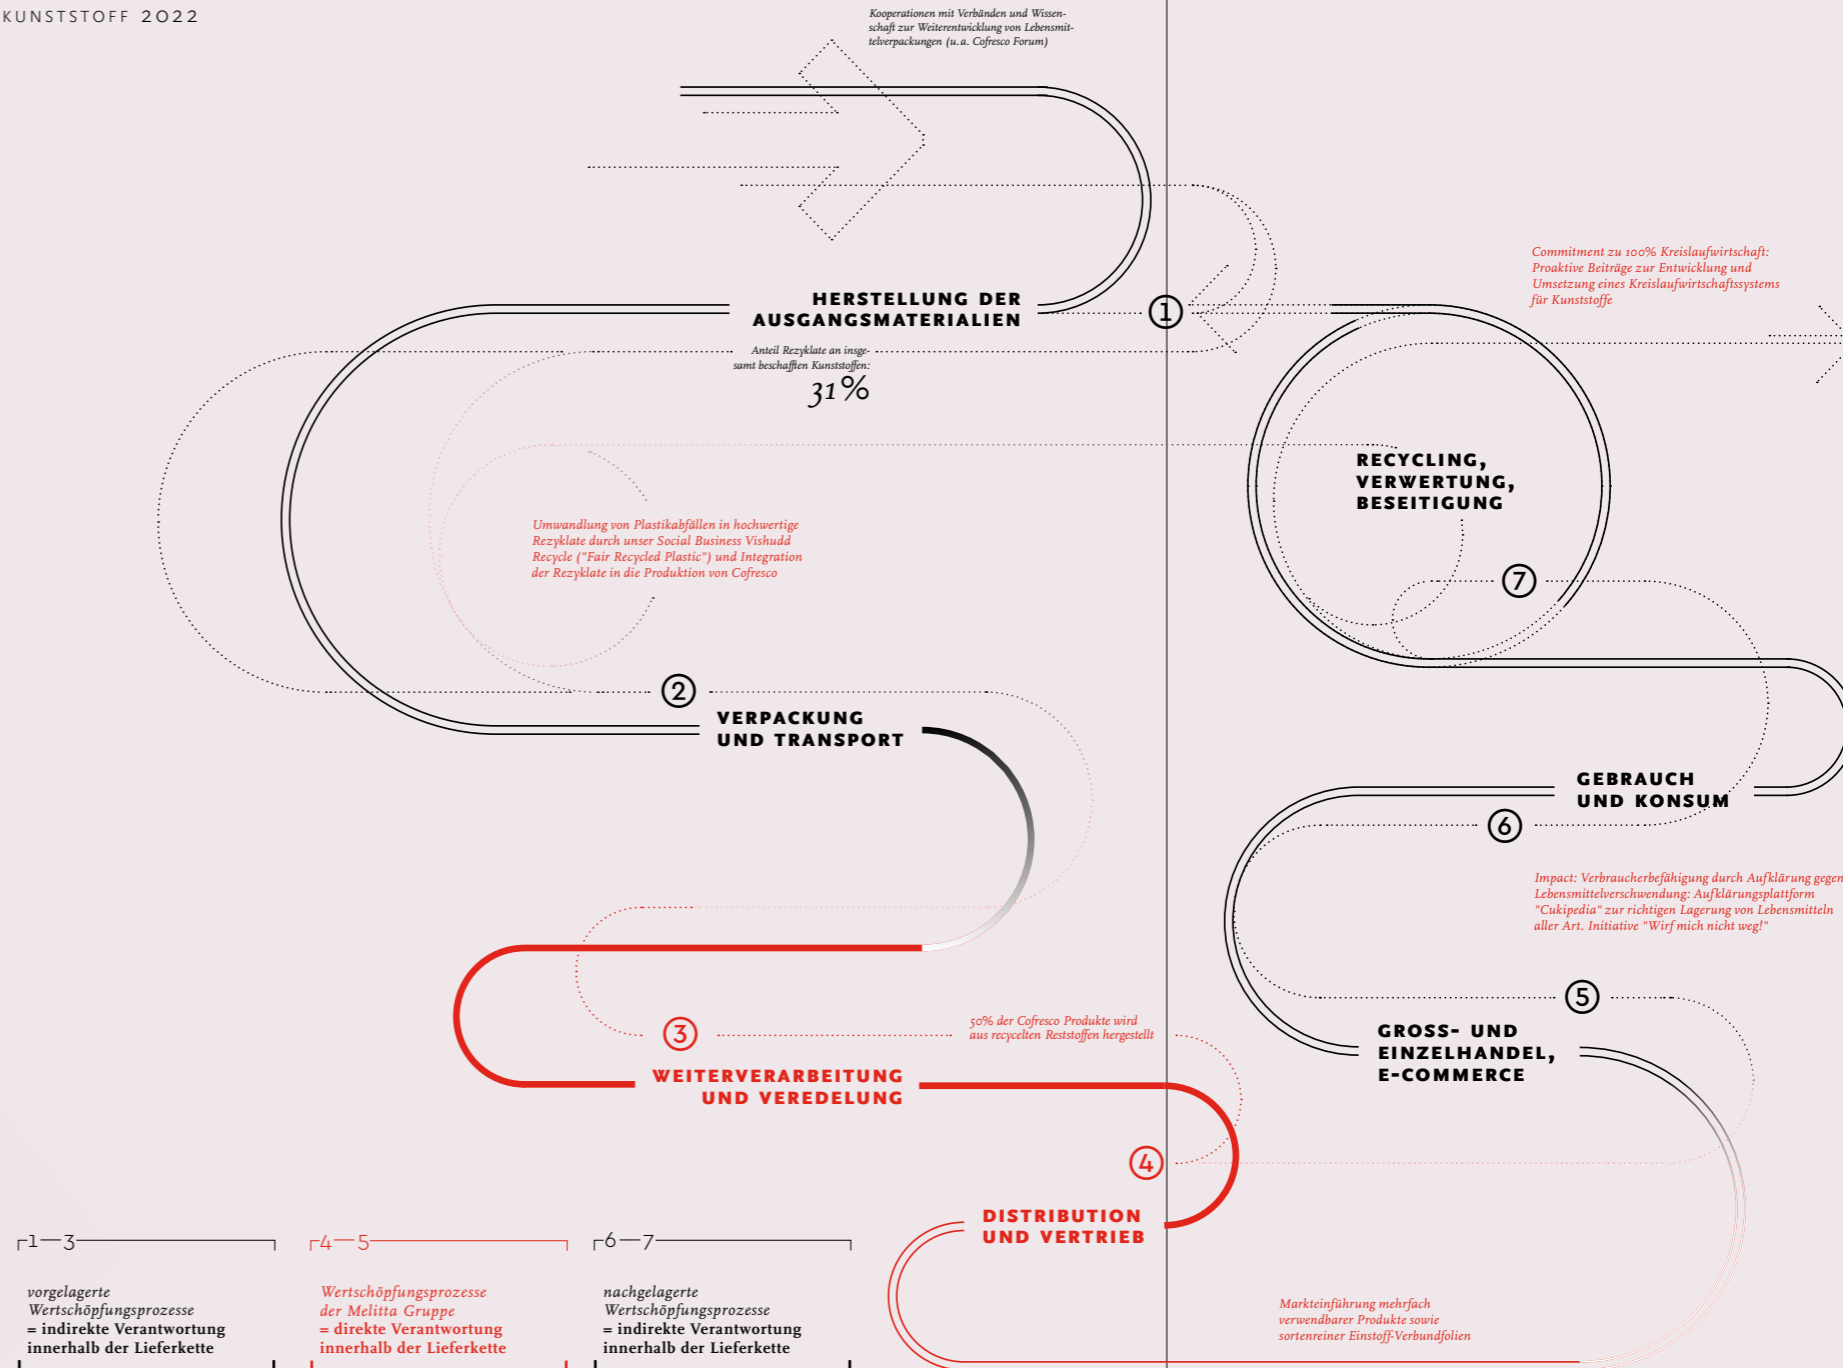 KUNSTSTOFF 2022
Kooperationen mit Verbänden und Wissen-
schaft zur Weiterentwicklung von Lebensmit-
telverpackungen (u. a. Cofresco Forum)
HERSTELLUNG DER
AUSGANGSMATERIALIEN
1
Anteil Rezyklate an insge-
samt beschafften Kunststoffen:
31%
Commitment zu 100% Kreislaufwirtschaft:
Proaktive Beiträge zur Entwicklung und
Umsetzung eines Kreislaufwirtschaftssystems
für Kunststoffe
RECYCLING,
VERWERTUNG,
BESEITIGUNG
7
Umwandlung von Plastikabfällen in hochwertige
Rezyklate durch unser Social Business Vishudd
Recycle ("Fair Recycled Plastic") und Integration
der Rezyklate in die Produktion von Cofresco
2
VERPACKUNG
UND TRANSPORT
GEBRAUCH
UND KONSUM
6
Impact: Verbraucherbefähigung durch Aufklärung gegen
Lebensmittelverschwendung: Aufklärungsplattform
"Cukipedia" zur richtigen Lagerung von Lebensmitteln
aller Art. Initiative "Wirf mich nicht weg!"
5
GROSS- UND
EINZELHANDEL,
E-COMMERCE
3
50% der Cofresco Produkte wird
aus recycelten Reststoffen hergestellt
WEITERVERARBEITUNG
UND VEREDELUNG
4
DISTRIBUTION
UND VERTRIEB
Markteinführung mehrfach
verwendbarer Produkte sowie
sortenreiner Einstoff-Verbundfolien
1—3
vorgelagerte
Wertschöpfungsprozesse
= indirekte Verantwortung
innerhalb der Lieferkette
4—5
Wertschöpfungsprozesse
der Melitta Gruppe
= direkte Verantwortung
innerhalb der Lieferkette
6—7
nachgelagerte
Wertschöpfungsprozesse
= indirekte Verantwortung
innerhalb der Lieferkette